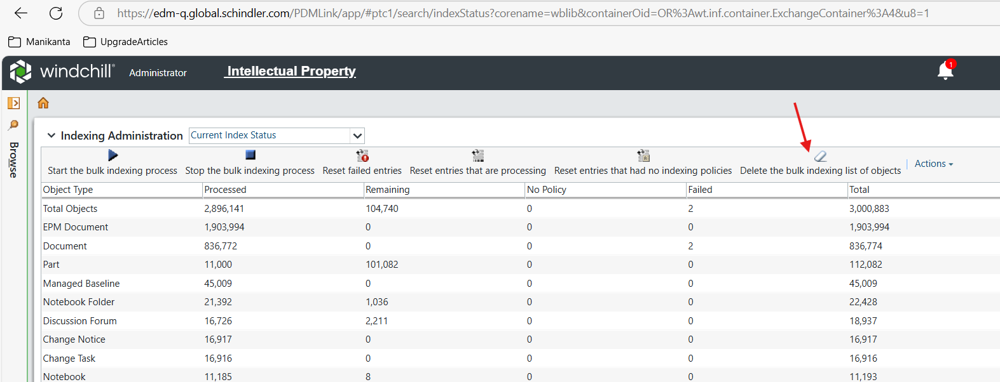 https://edm-q.global.schindler.com/PDMLink/app/#ptc1/search/indexStatus?corename=wblib&containerOid=OR%3Awt.inf.container.ExchangeContainer%3A4&u8=1
Manikanta UpgradeArticles
windchill® Administrator Intellectual Property 1
Indexing Administration Current Index Status
Start the bulk indexing process Stop the bulk indexing process Reset failed entries Reset entries that are processing Reset entries that had no indexing policies Delete the bulk indexing list of objects Actions
Browse
Object Type Processed Remaining No Policy Failed Total
Total Objects 2,896,141 104,740 0 2 3,000,883
EPM Document 1,903,994 0 0 0 1,903,994
Document 836,772 0 0 2 836,774
Part 11,000 101,082 0 0 112,082
Managed Baseline 45,009 0 0 0 45,009
Notebook Folder 21,392 1,036 0 0 22,428
Discussion Forum 16,726 2,211 0 0 18,937
Change Notice 16,917 0 0 0 16,917
Change Task 16,916 0 0 0 16,916
Notebook 11,185 8 0 0 11,193